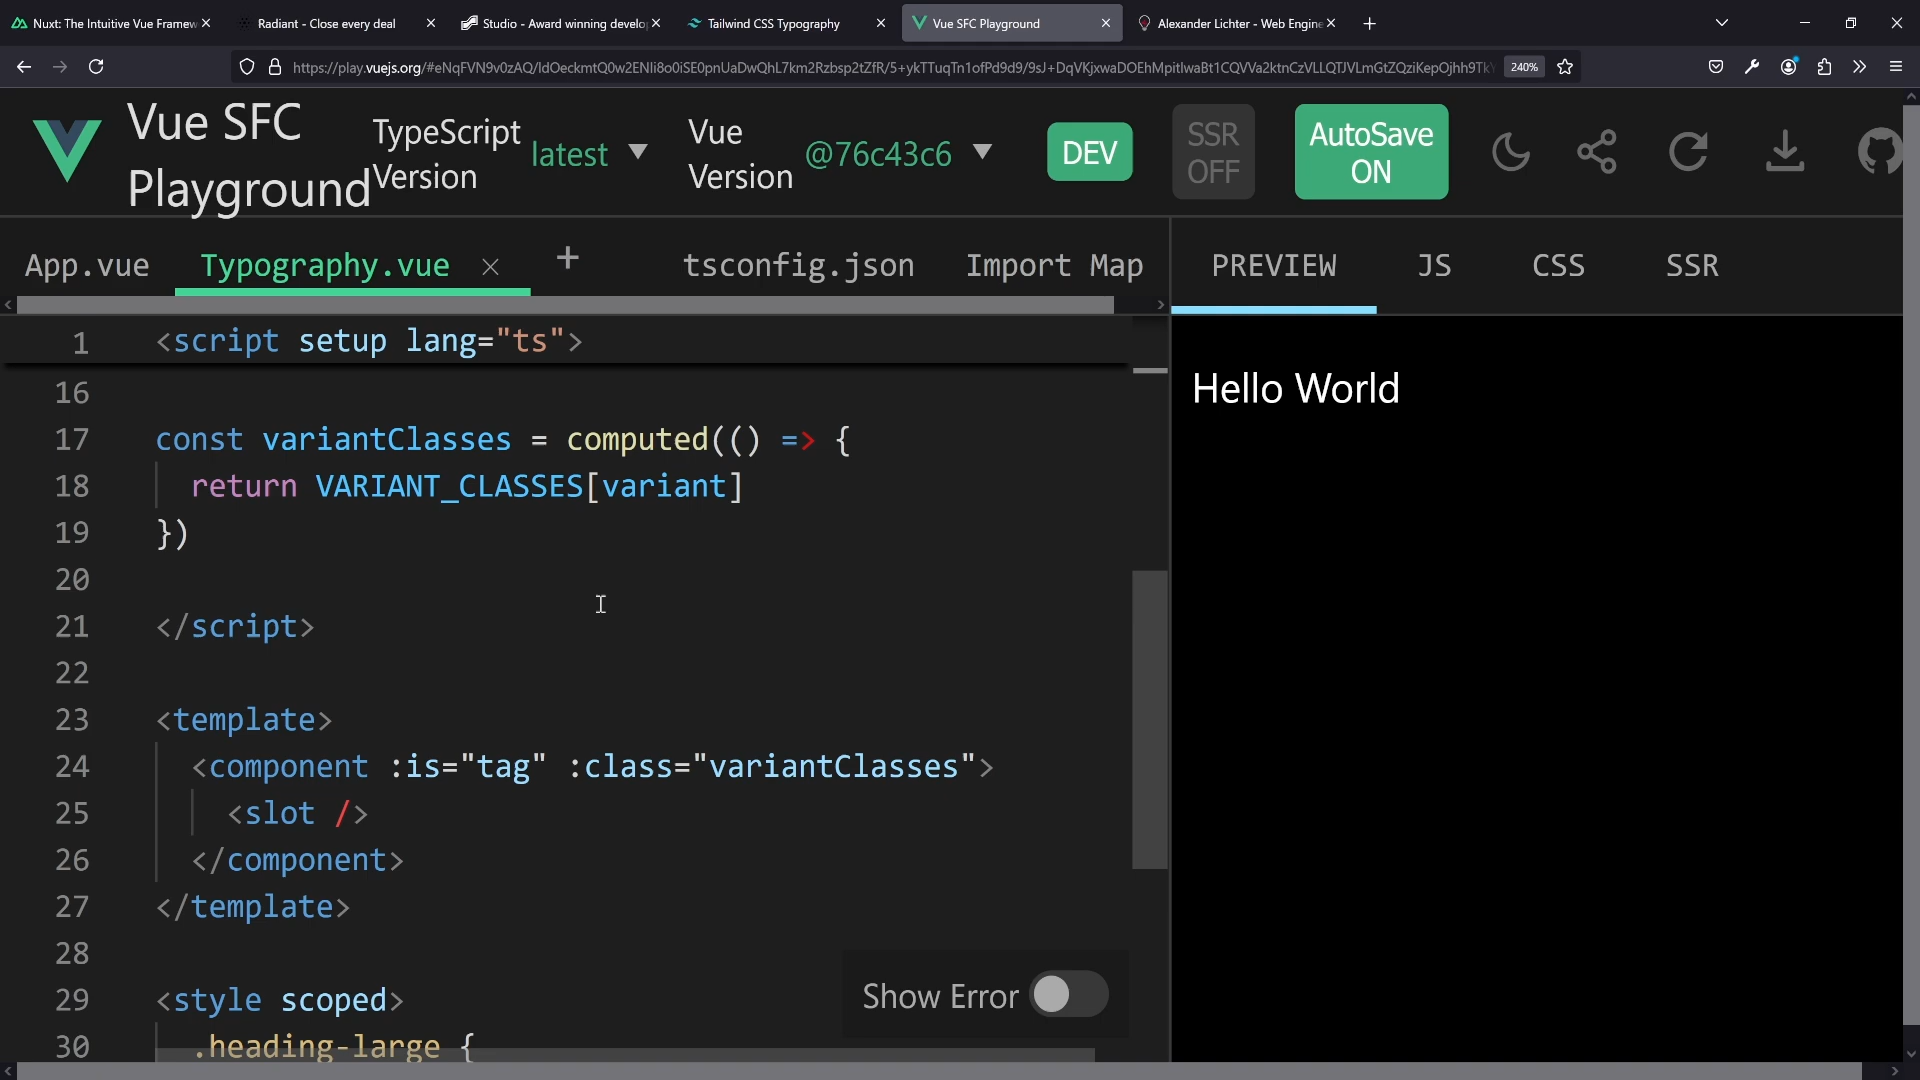 Nuxt: The Intuitive Vue Framew
Radiant - Close every deal
Studio - Award winning develo
Tailwind CSS Typography
Vue SFC Playground
Alexander Lichter - Web Engine
240%
Vue SFC
Playground
TypeScript
Version
latest
Vue
Version
@76c43c6
DEV
SSR
OFF
AutoSave
ON
App.vue
Typography.vue
+
tsconfig.json
Import Map
PREVIEW
JS
CSS
SSR
1 <script setup lang="ts">
16
17 const variantClasses = computed(() => {
18 return VARIANT_CLASSES[variant]
19 })
20
21 </script>
22
23 <template>
24 <component :is="tag" :class="variantClasses">
25 <slot />
26 </component>
27 </template>
28
29 <style scoped>
30 .heading-large {
Show Error
Hello World